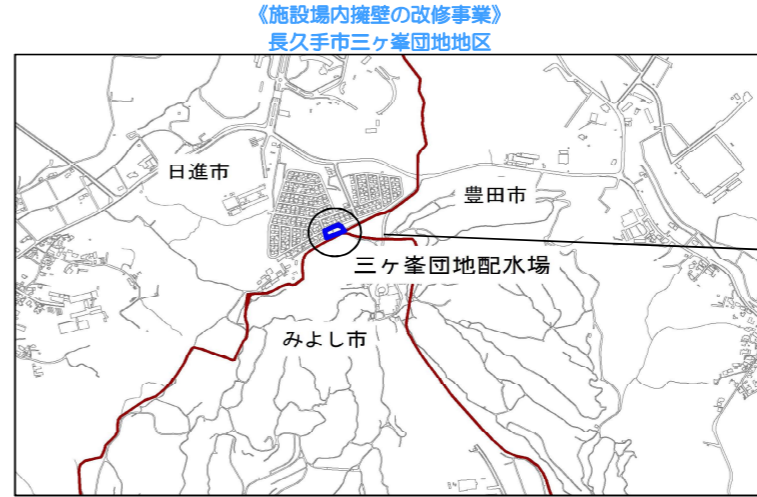 《施設場内擁壁の改修事業》
長久手市三ヶ峯団地地区
日進市
豊田市
三ヶ峯団地配水場
みよし市